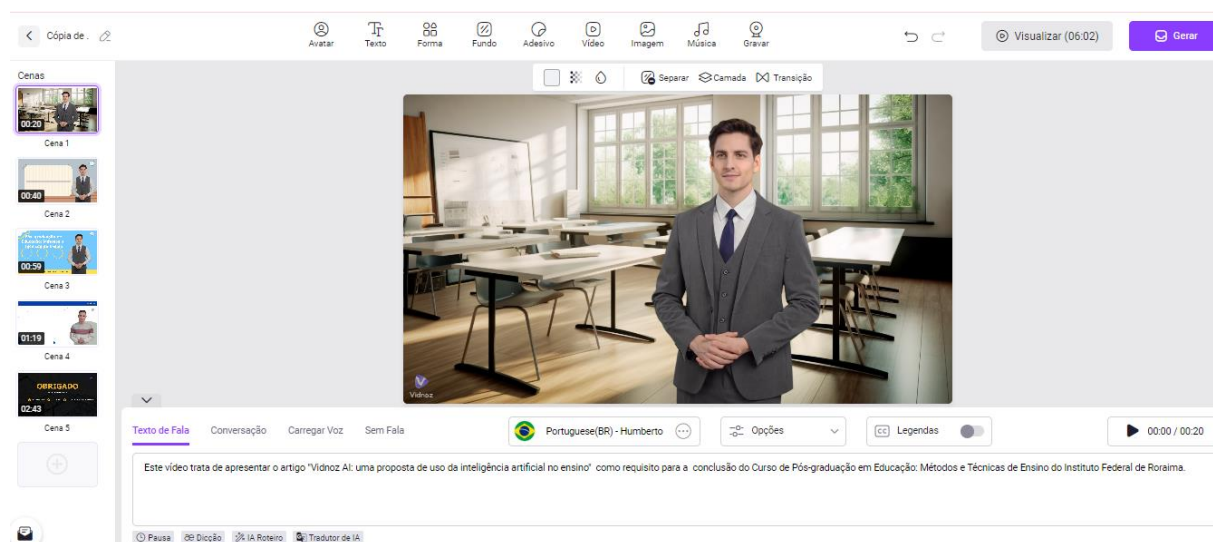 Cópia de .
Avatar
Texto
Forma
Fundo
Adesivo
Vídeo
Imagem
Música
Gravar
Visualizar (06:02)
Gerar
Cenas
Separar
Camada
Transição
00:20
Cena 1
00:40
Cena 2
00:59
Cena 3
01:19
Cena 4
OBRIGADO
02:43
Cena 5
Vidnoz
Texto de Fala
Conversação
Carregar Voz
Sem Fala
Portuguese(BR) - Humberto
Opções
CC Legendas
00:00 / 00:20
Este vídeo trata de apresentar o artigo "Vidnoz AI: uma proposta de uso da inteligência artificial no ensino" como requisito para a conclusão do Curso de Pós-graduação em Educação: Métodos e Técnicas de Ensino do Instituto Federal de Roraima.
Pausa
Dicção
IA Roteiro
Tradutor de IA